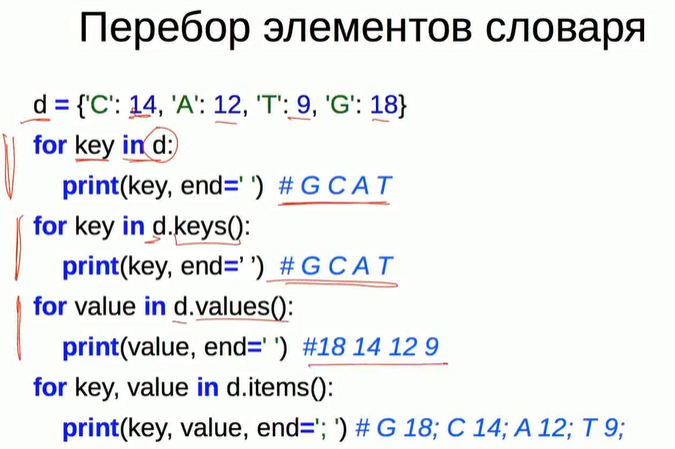 Перебор элементов словаря
d = {'C': 14, 'A': 12, 'T': 9, 'G': 18}
for key in d:
print(key, end=' ') # G C A T
for key in d.keys():
print(key, end=’ ’) # G C A T
for value in d.values():
print(value, end=' ') #18 14 12 9
for key, value in d.items():
print(key, value, end='; ') # G 18; C 14; A 12; T 9;